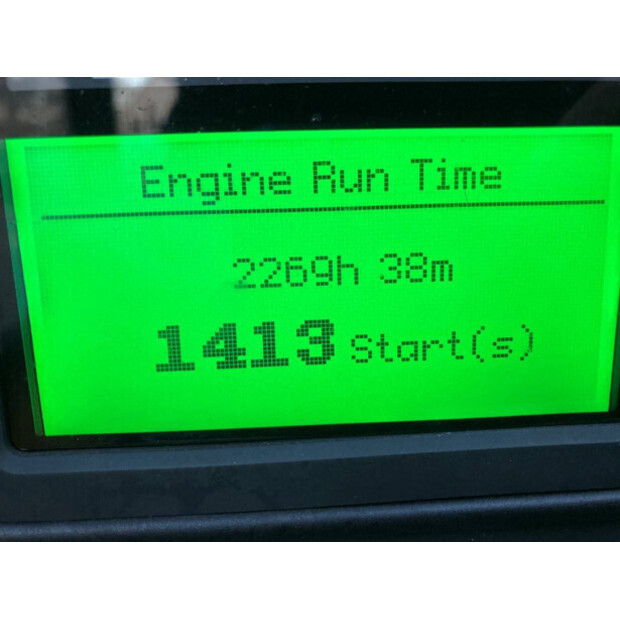 Engine Run Time
2269h 38m
1413 Start(s)